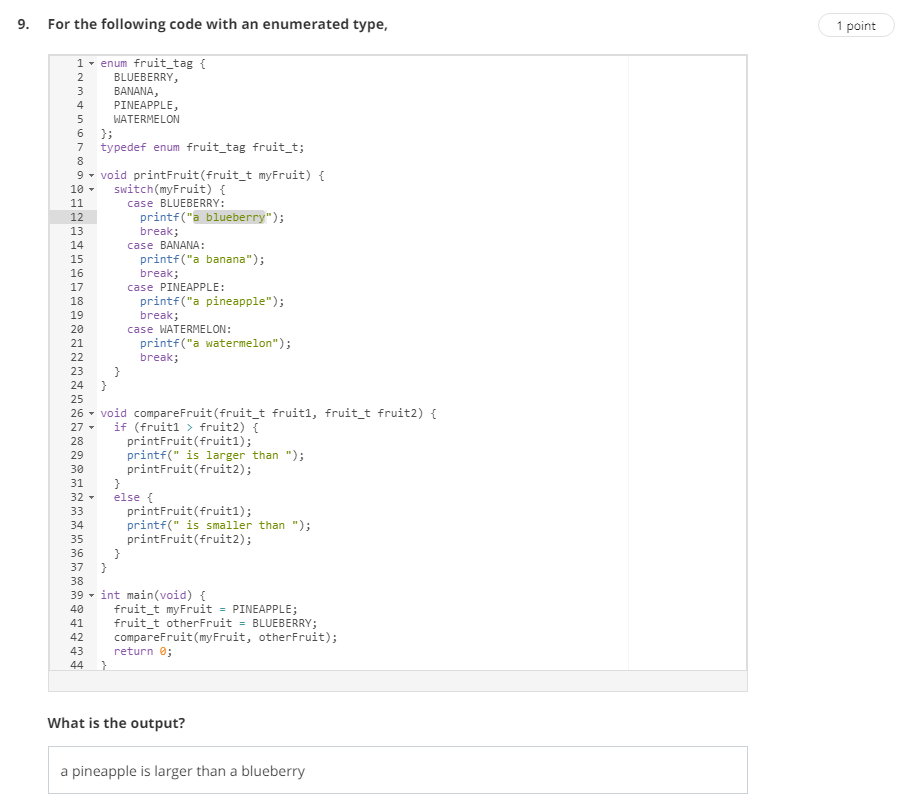 9. For the following code with an enumerated type,
1 point
1 enum fruit_tag {
2   BLUEBERRY,
3   BANANA,
4   PINEAPPLE,
5   WATERMELON
6 };
7 typedef enum fruit_tag fruit_t;
8
9 void printFruit(fruit_t myFruit) {
10   switch(myFruit) {
11     case BLUEBERRY:
12       printf("a blueberry");
13       break;
14     case BANANA:
15       printf("a banana");
16       break;
17     case PINEAPPLE:
18       printf("a pineapple");
19       break;
20     case WATERMELON:
21       printf("a watermelon");
22       break;
23   }
24 }
25
26 void compareFruit(fruit_t fruit1, fruit_t fruit2) {
27   if (fruit1 > fruit2) {
28     printFruit(fruit1);
29     printf(" is larger than ");
30     printFruit(fruit2);
31   }
32   else {
33     printFruit(fruit1);
34     printf(" is smaller than ");
35     printFruit(fruit2);
36   }
37 }
38
39 int main(void) {
40   fruit_t myFruit = PINEAPPLE;
41   fruit_t otherFruit = BLUEBERRY;
42   compareFruit(myFruit, otherFruit);
43   return 0;
44 }
What is the output?
a pineapple is larger than a blueberry